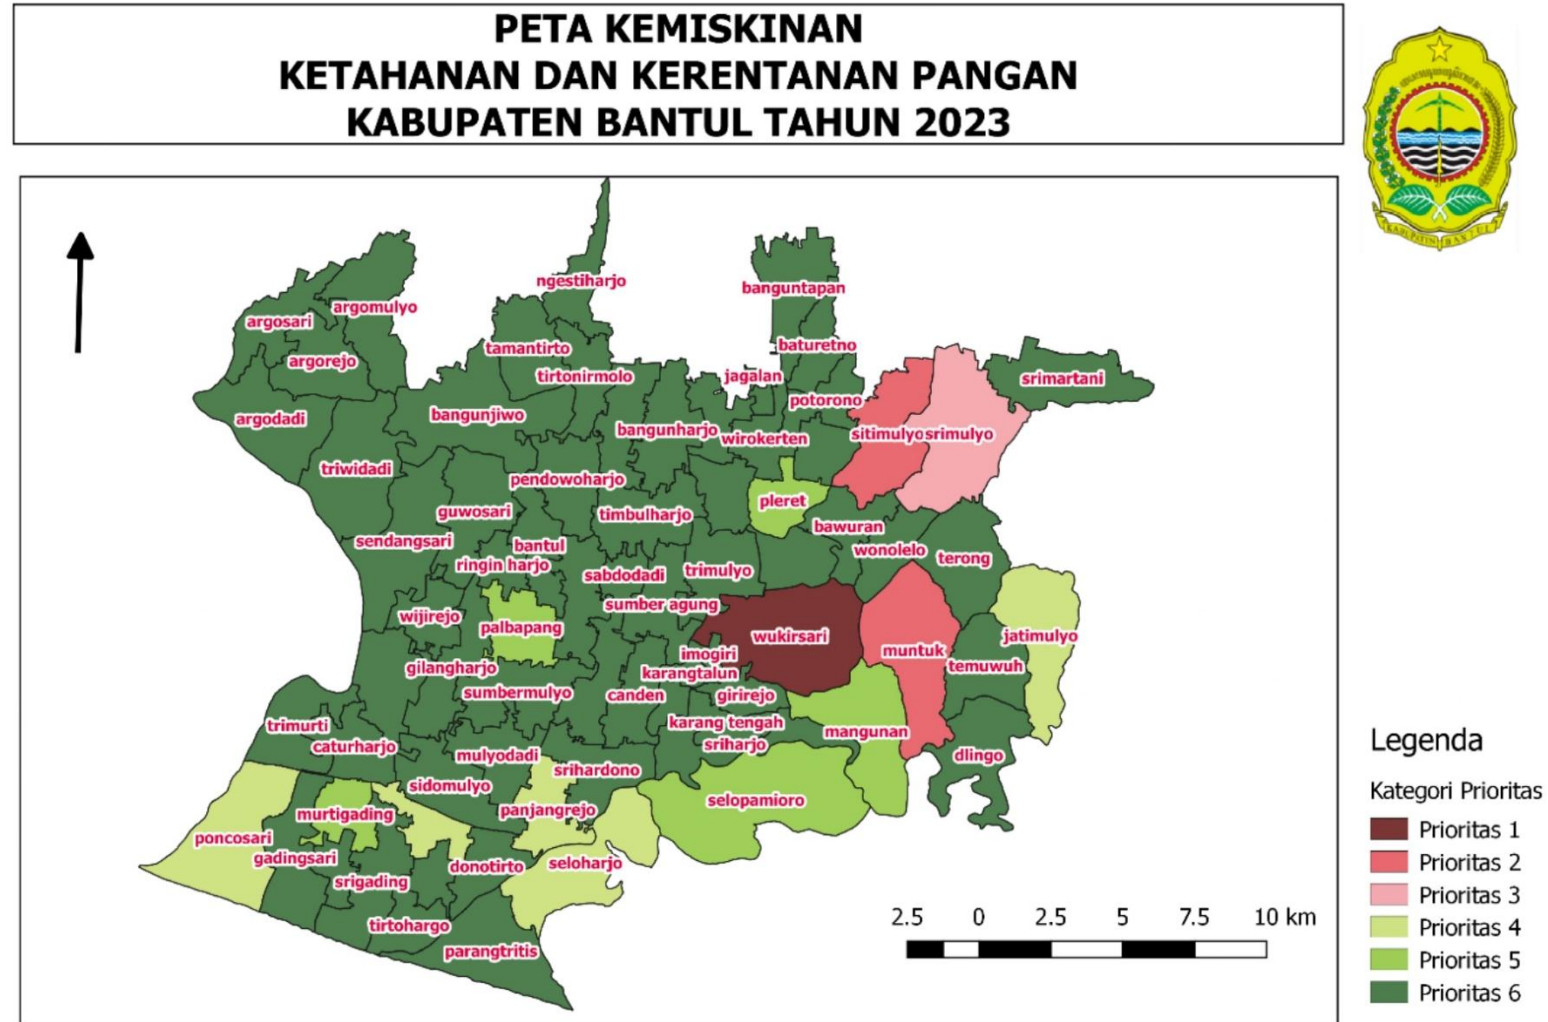 PETA KEMISKINAN
KETAHANAN DAN KERENTANAN PANGAN
KABUPATEN BANTUL TAHUN 2023
KABUPATEN BANTUL
ngestiharjo
banguntapan
argomulyo
argosari
tamantirto
baturetno
argorejo
tirtonirmolo
jagalan
srimartani
potorono
argodadi
bangunjiwo
bangunharjo
wirokerten
sitimulyo
srimulyo
triwidadi
pendowoharjo
pleret
guwosari
timbulharjo
bawuran
sendangsari
bantul
wonolelo
terong
ringin harjo
sabdodadi
trimulyo
sumber agung
wijirejo
palbapang
wukirsari
jatimulyo
imogiri
muntuk
temuwuh
gilangharjo
karangtalun
sumbermulyo
canden
girirejo
trimurti
karang tengah
mangunan
caturharjo
sriharjo
mulyodadi
dlingo
srihardono
sidomulyo
selopamioro
murtigading
panjangrejo
poncosari
gadingsari
donotirto
seloharjo
srigading
tirtohargo
parangtritis
2.5 0 2.5 5 7.5 10 km
Legenda
Kategori Prioritas
Prioritas 1
Prioritas 2
Prioritas 3
Prioritas 4
Prioritas 5
Prioritas 6